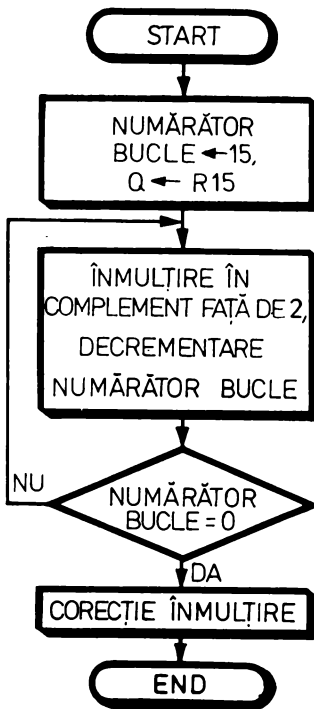 START
NUMĂRĂTOR
BUCLE ← 15,
Q ← R15
ÎNMULȚIRE ÎN
COMPLEMENT FAȚĂ DE 2,
DECREMENTARE
NUMĂRĂTOR BUCLE
NUMĂRĂTOR
BUCLE = 0
NU
DA
CORECȚIE ÎNMULȚIRE
END